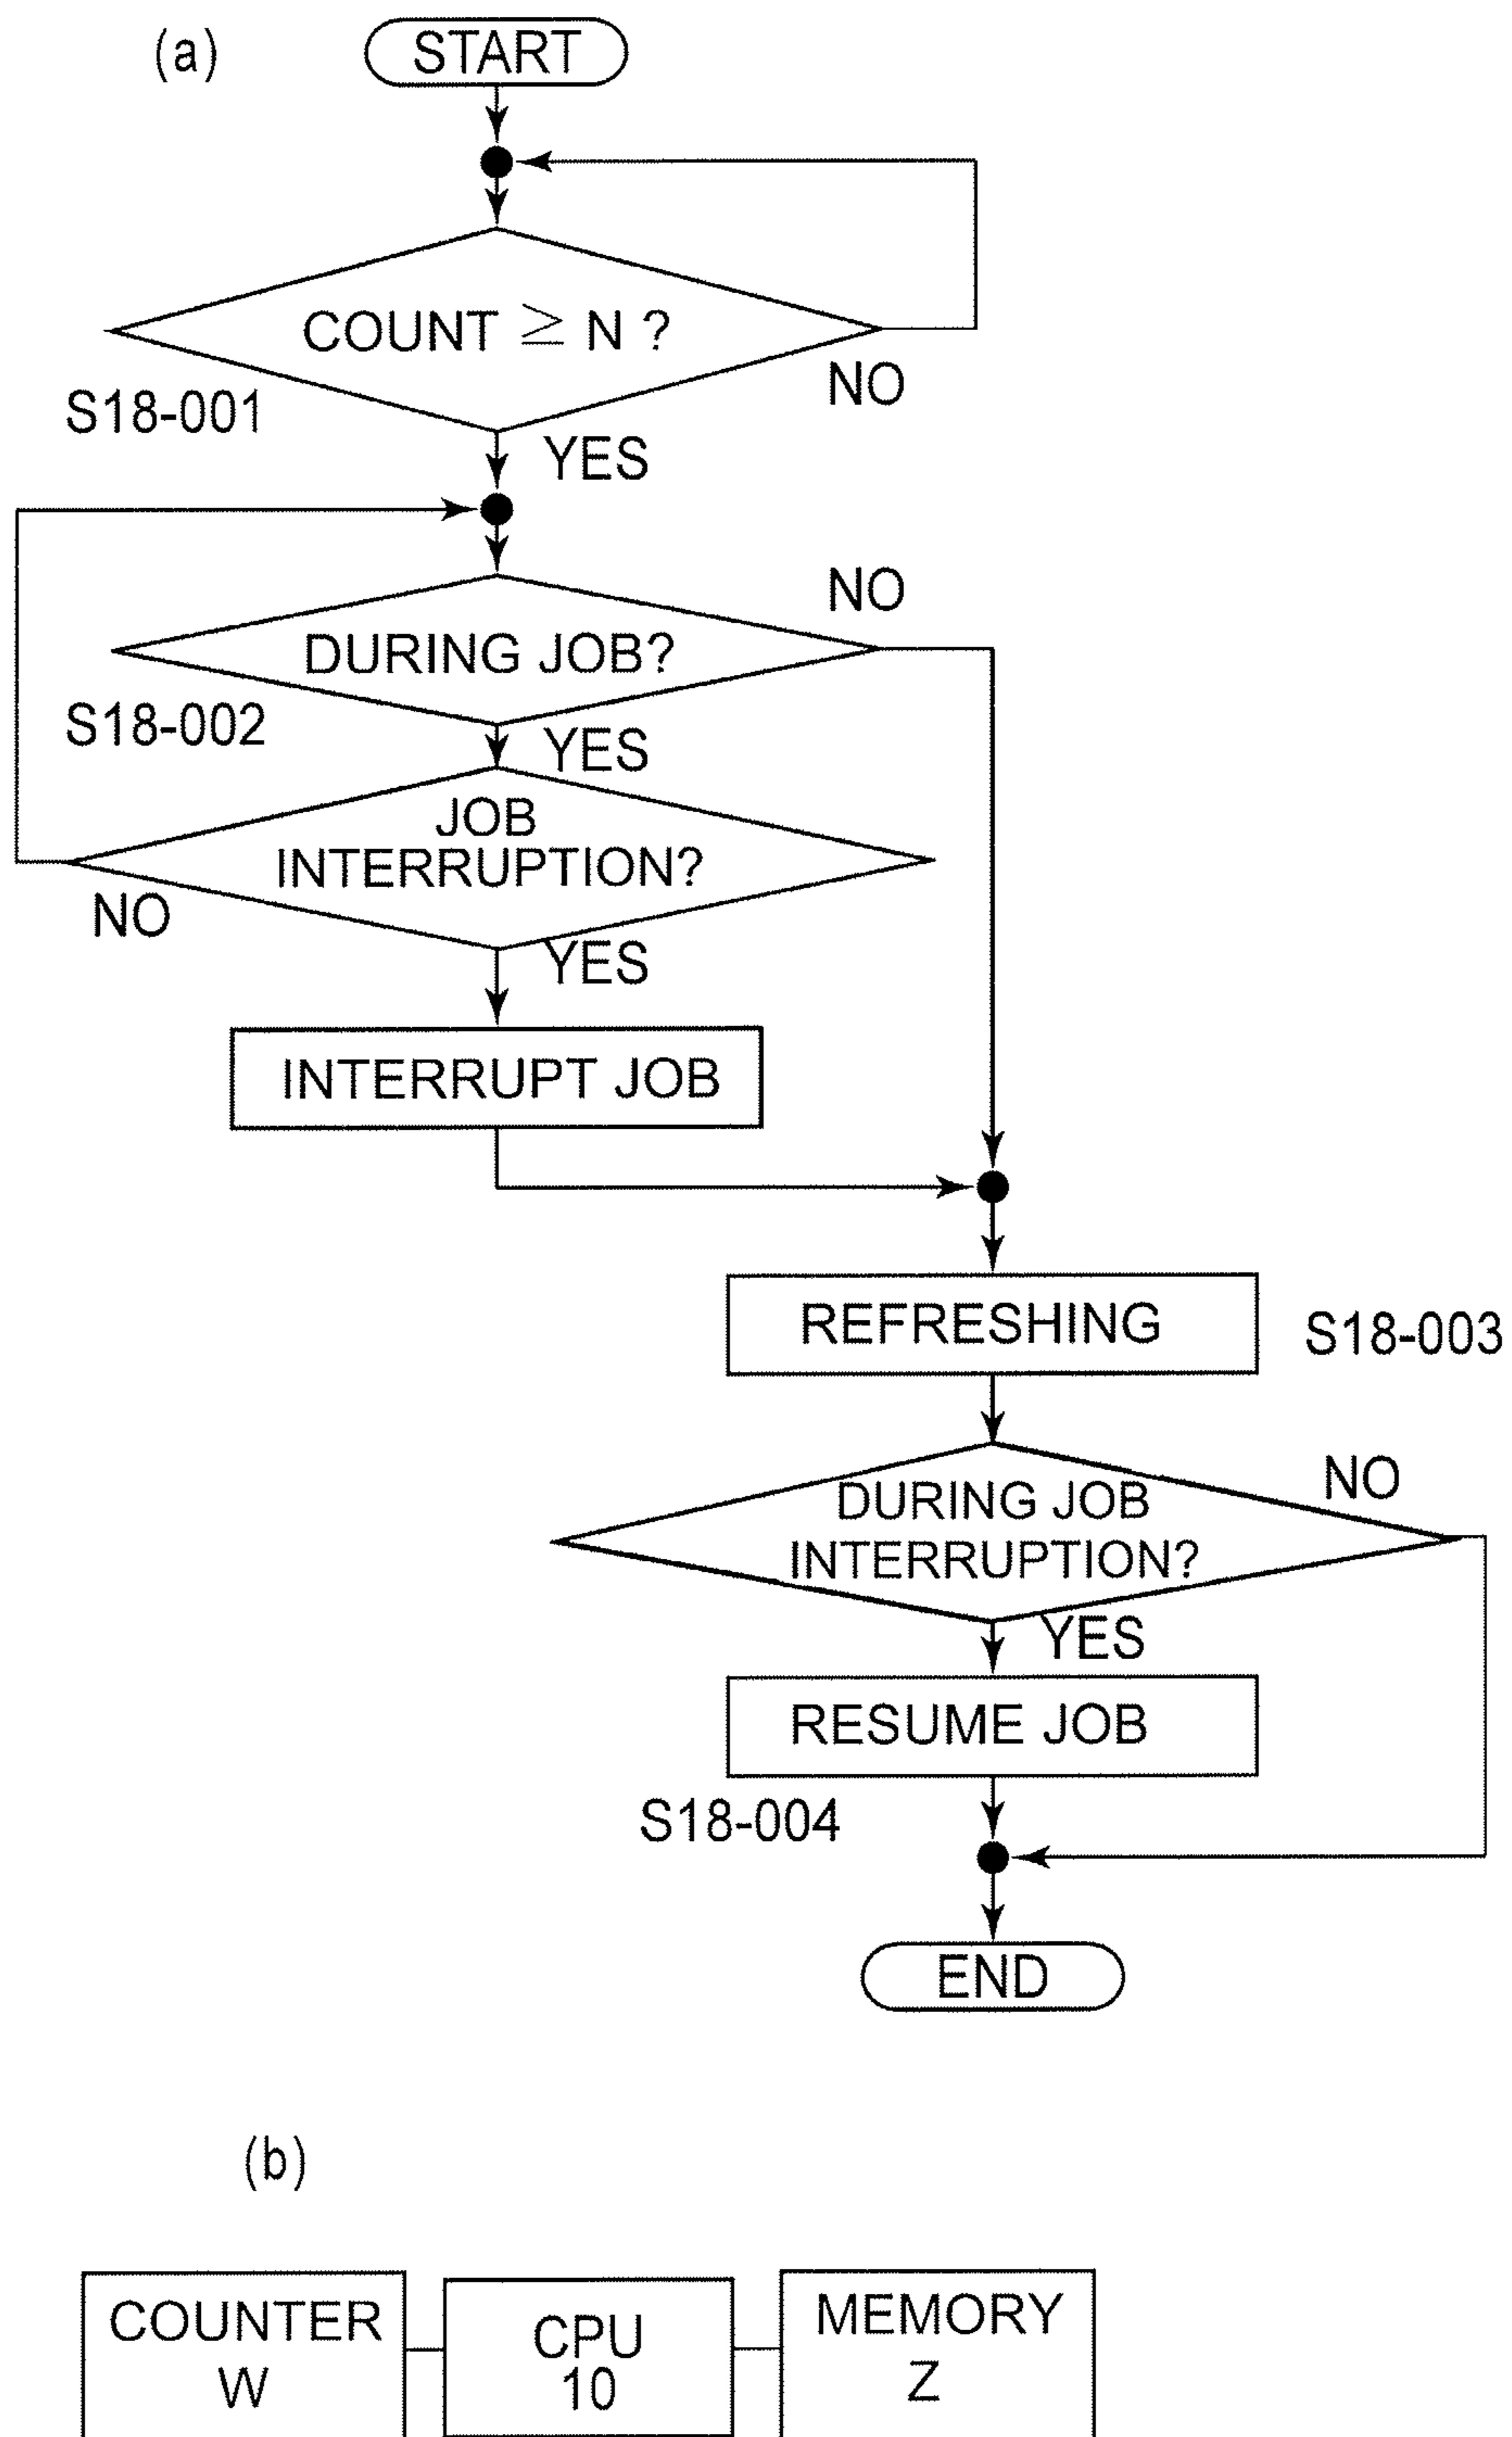 (a)
START
COUNT ≧ N ?
NO
S18-001
YES
NO
DURING JOB?
S18-002
YES
JOB
INTERRUPTION?
NO
YES
INTERRUPT JOB
REFRESHING
S18-003
NO
DURING JOB
INTERRUPTION?
YES
RESUME JOB
S18-004
END
(b)
COUNTER
W
CPU
10
MEMORY
Z